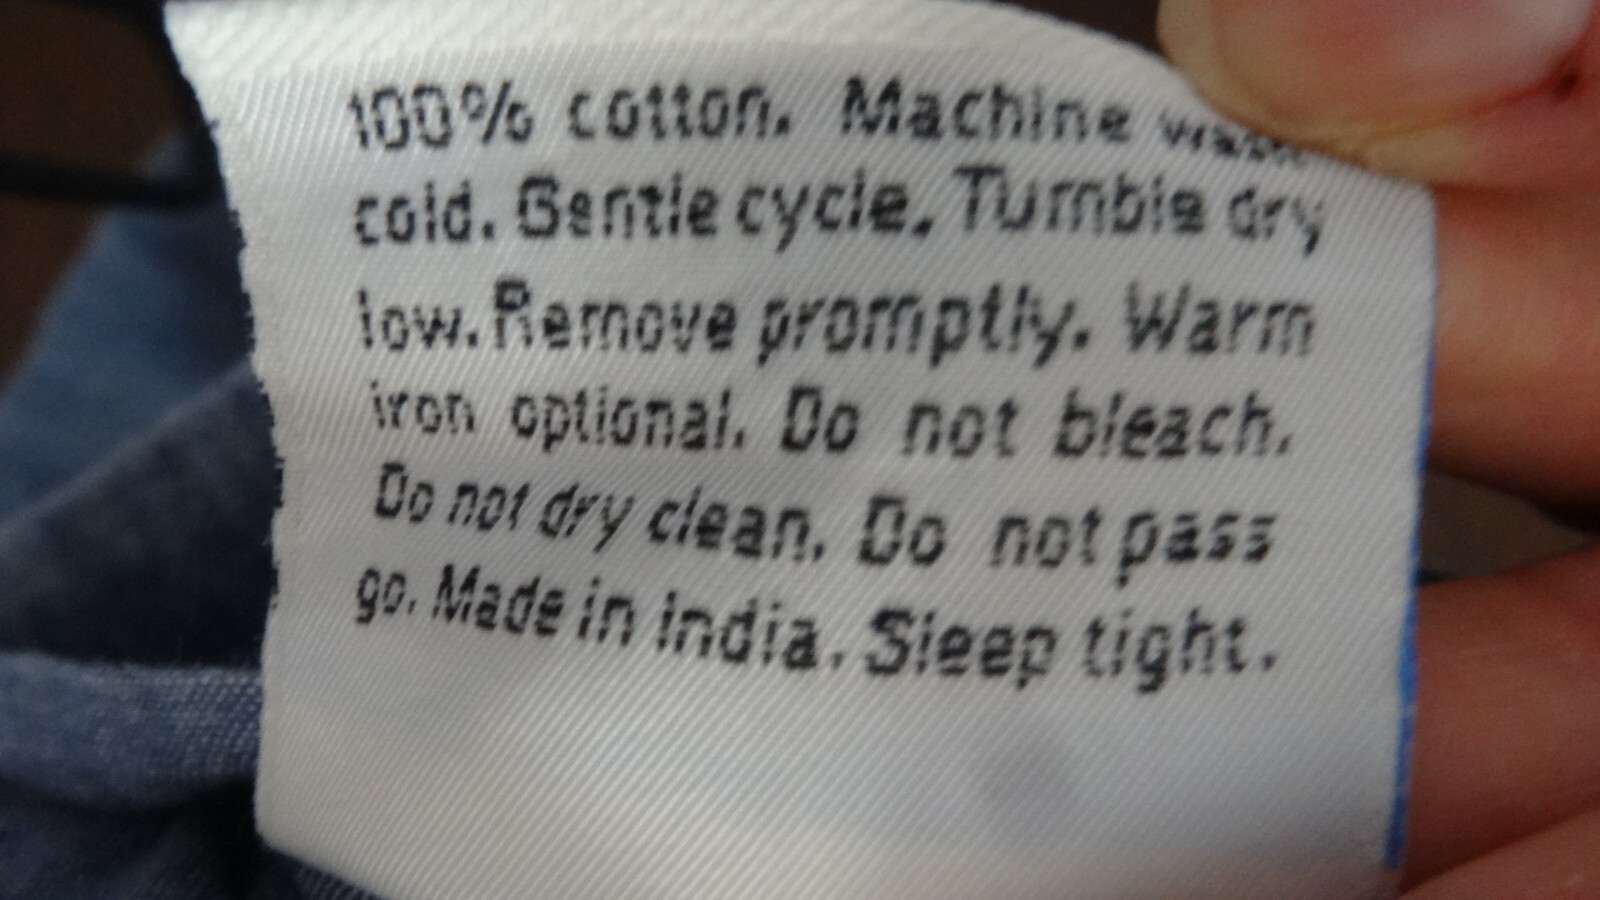 100% cotton. Machine wash
cold. Gentle cycle. Tumble dry
low. Remove promptly. Warm
iron optional. Do not bleach.
Do not dry clean. Do not pass
go. Made in India. Sleep tight.